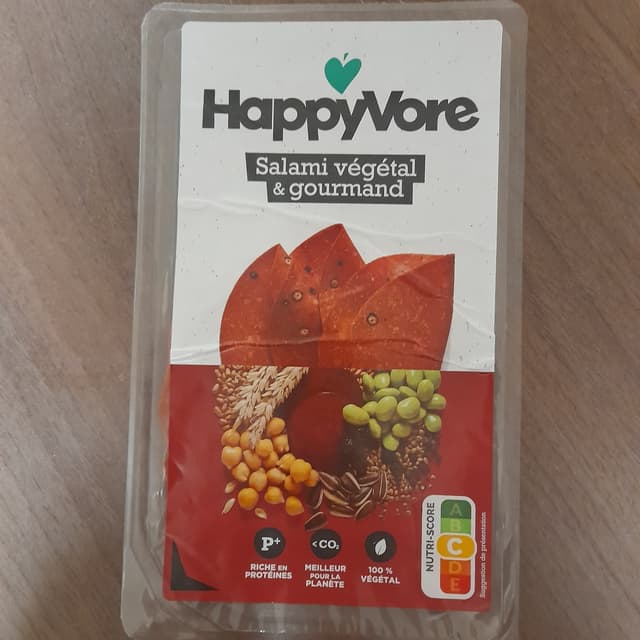 HappyVore
Salami végétal
& gourmand
P+
RICHE EN
PROTÉINES
<CO₂
MEILLEUR
POUR LA
PLANÈTE
100 %
VÉGÉTAL
NUTRI-SCORE
A
B
C
D
E
Suggestion de présentation